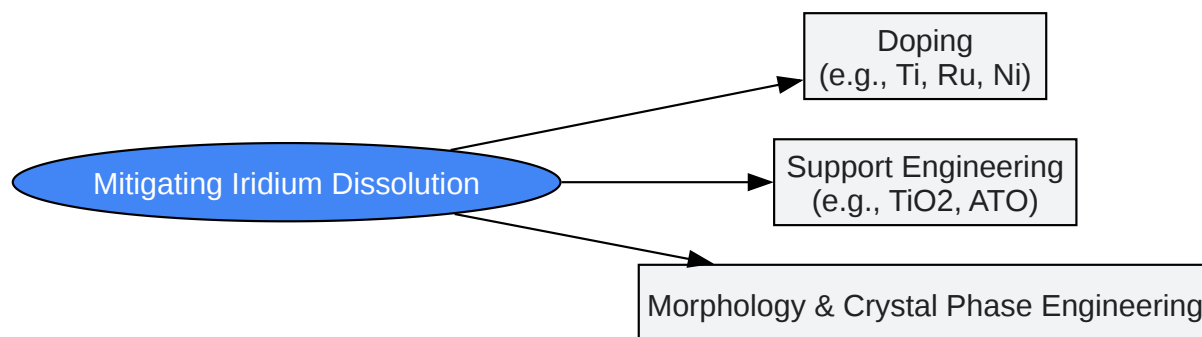 Doping
(e.g., Ti, Ru, Ni)
Mitigating Iridium Dissolution
Support Engineering
(e.g., TiO2, ATO)
Morphology & Crystal Phase Engineering